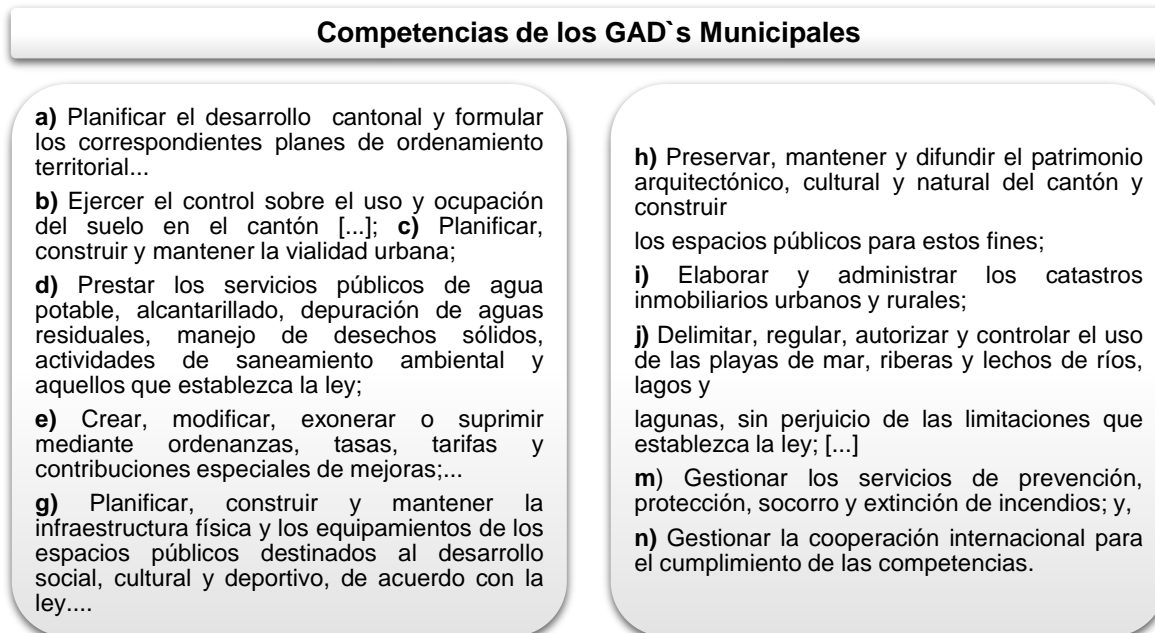 Competencias de los GAD`s Municipales
a) Planificar el desarrollo cantonal y formular
los correspondientes planes de ordenamiento
territorial...
b) Ejercer el control sobre el uso y ocupación
del suelo en el cantón [...]; c) Planificar,
construir y mantener la vialidad urbana;
d) Prestar los servicios públicos de agua
potable, alcantarillado, depuración de aguas
residuales, manejo de desechos sólidos,
actividades de saneamiento ambiental y
aquellos que establezca la ley;
e) Crear, modificar, exonerar o suprimir
mediante ordenanzas, tasas, tarifas y
contribuciones especiales de mejoras;...
g) Planificar, construir y mantener la
infraestructura física y los equipamientos de los
espacios públicos destinados al desarrollo
social, cultural y deportivo, de acuerdo con la
ley....
h) Preservar, mantener y difundir el patrimonio
arquitectónico, cultural y natural del cantón y
construir
los espacios públicos para estos fines;
i) Elaborar y administrar los catastros
inmobiliarios urbanos y rurales;
j) Delimitar, regular, autorizar y controlar el uso
de las playas de mar, riberas y lechos de ríos,
lagos y
lagunas, sin perjuicio de las limitaciones que
establezca la ley; [...]
m) Gestionar los servicios de prevención,
protección, socorro y extinción de incendios; y,
n) Gestionar la cooperación internacional para
el cumplimiento de las competencias.